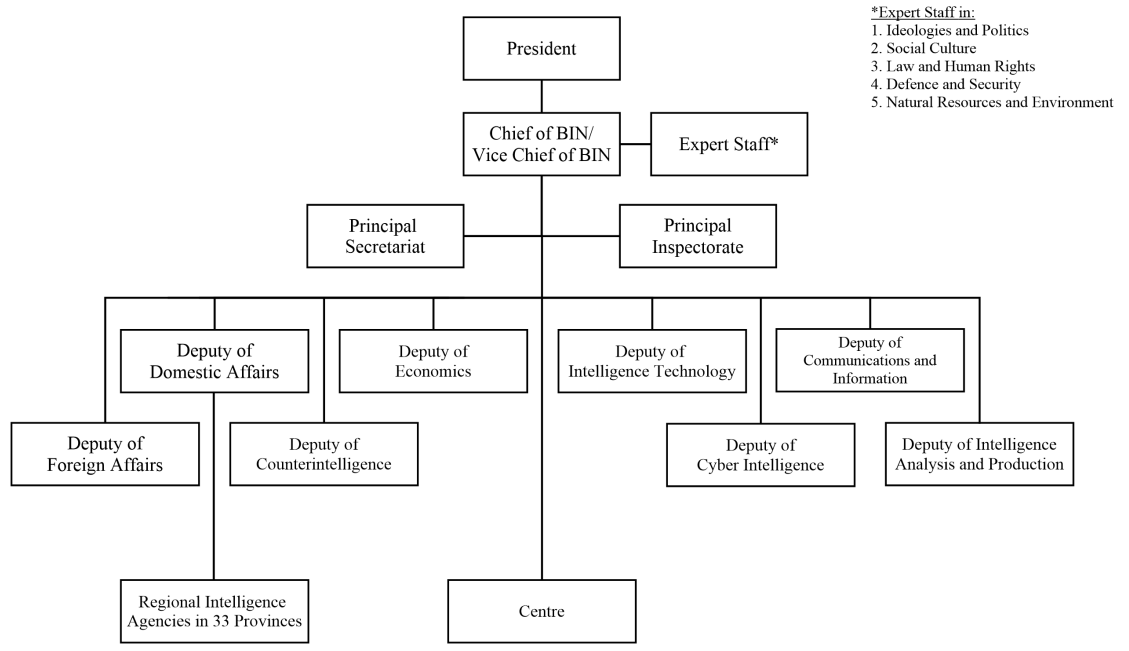 *Expert Staff in:
1. Ideologies and Politics
2. Social Culture
3. Law and Human Rights
4. Defence and Security
5. Natural Resources and Environment
President
Chief of BIN/
Vice Chief of BIN
Expert Staff*
Principal
Secretariat
Principal
Inspectorate
Deputy of
Domestic Affairs
Deputy of
Economics
Deputy of
Intelligence Technology
Deputy of
Communications and
Information
Deputy of
Foreign Affairs
Deputy of
Counterintelligence
Deputy of
Cyber Intelligence
Deputy of Intelligence
Analysis and Production
Regional Intelligence
Agencies in 33 Provinces
Centre